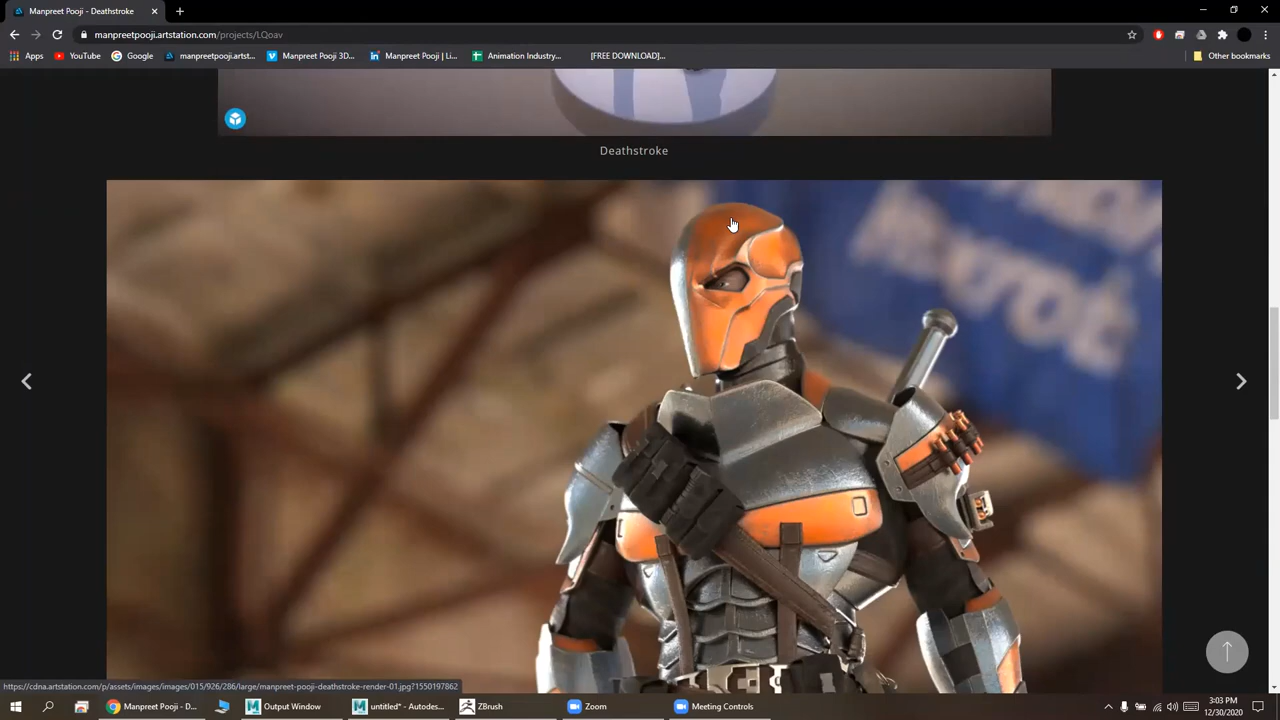 Manpreet Pooji - Deathstroke
manpreetpooji.artstation.com/projects/LQoav
Apps
YouTube
Google
manpreetpooji.artst...
Manpreet Pooji 3D...
Manpreet Pooji | Li...
Animation Industry...
[FREE DOWNLOAD]...
Other bookmarks
Deathstroke
https://cdna.artstation.com/p/assets/images/images/015/926/286/large/manpreet-pooji-deathstroke-render-01.jpg?1550197862
Manpreet Pooji - D...
Output Window
untitled* - Autodes...
ZBrush
Zoom
Meeting Controls
3:03 PM
12/30/2020